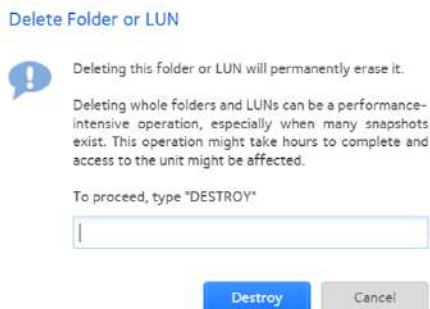 Delete Folder or LUN
Deleting this folder or LUN will permanently erase it.
Deleting whole folders and LUNs can be a performance-
intensive operation, especially when many snapshots
exist. This operation might take hours to complete and
access to the unit might be affected.
To proceed, type "DESTROY"
Destroy
Cancel